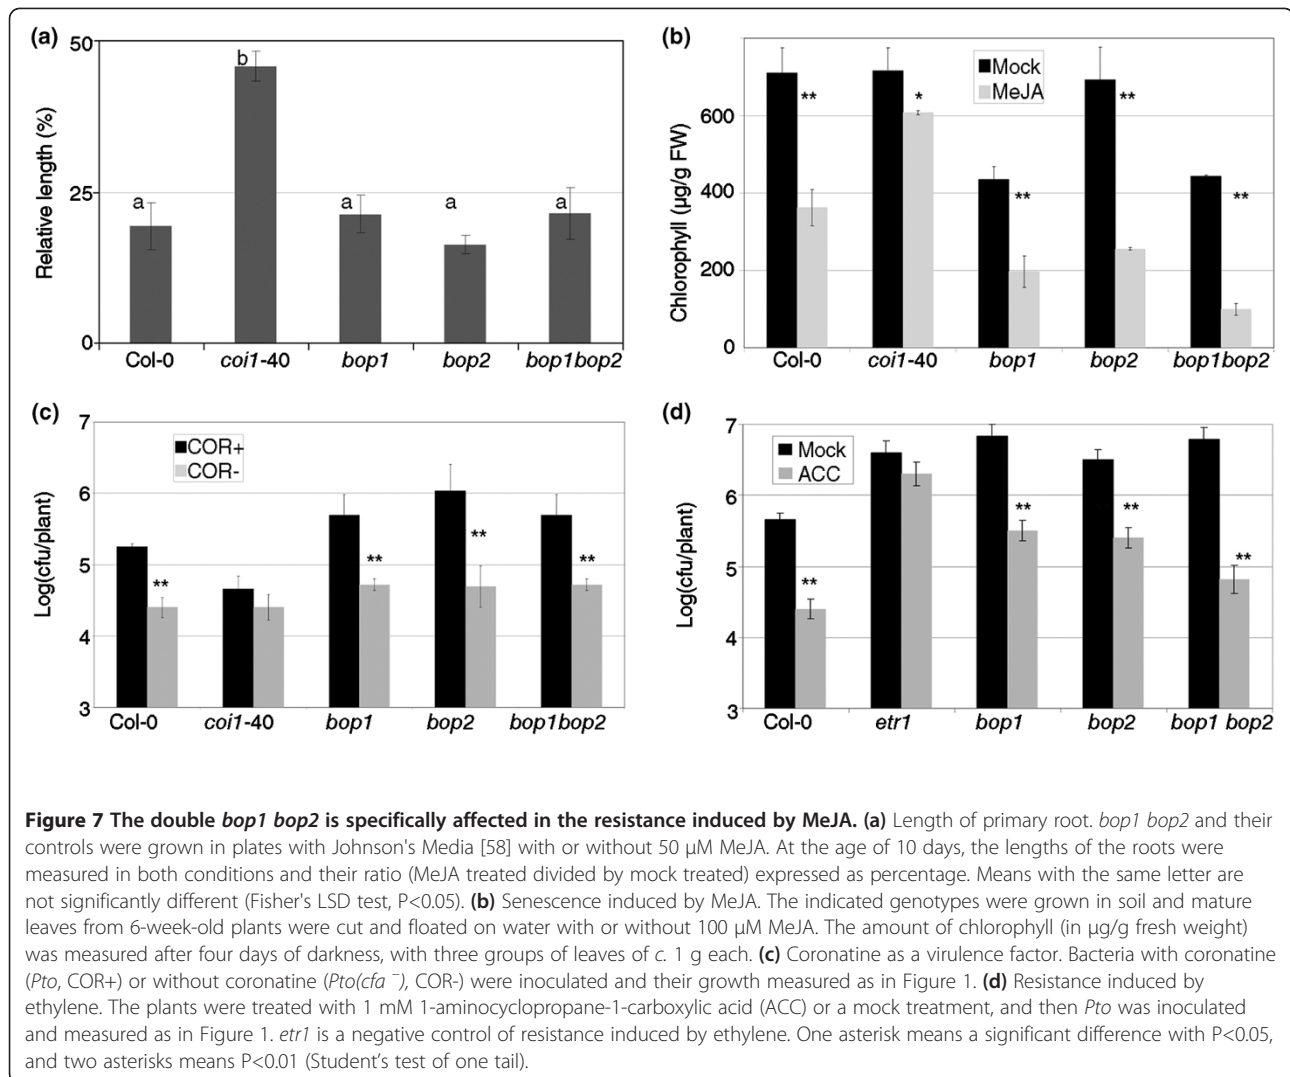 (a)
50
25
0
Relative length (%)
a
b
a
a
a
Col-0
coi1-40
bop1
bop2
bop1bop2
(b)
Mock
MeJA
600
400
200
0
Chlorophyll (µg/g FW)
**
*
**
**
**
Col-0
coi1-40
bop1
bop2
bop1bop2
(c)
7
6
5
4
3
Log(cfu/plant)
COR+
COR-
**
**
**
**
Col-0
coi1-40
bop1
bop2
bop1bop2
(d)
7
6
5
4
3
Log(cfu/plant)
Mock
ACC
**
**
**
**
Col-0
etr1
bop1
bop2
bop1 bop2
Figure 7 The double bop1 bop2 is specifically affected in the resistance induced by MeJA. (a) Length of primary root. bop1 bop2 and their
controls were grown in plates with Johnson's Media [58] with or without 50 µM MeJA. At the age of 10 days, the lengths of the roots were
measured in both conditions and their ratio (MeJA treated divided by mock treated) expressed as percentage. Means with the same letter are
not significantly different (Fisher's LSD test, P<0.05). (b) Senescence induced by MeJA. The indicated genotypes were grown in soil and mature
leaves from 6-week-old plants were cut and floated on water with or without 100 µM MeJA. The amount of chlorophyll (in µg/g fresh weight)
was measured after four days of darkness, with three groups of leaves of c. 1 g each. (c) Coronatine as a virulence factor. Bacteria with coronatine
(Pto, COR+) or without coronatine (Pto(cfa ⁻), COR-) were inoculated and their growth measured as in Figure 1. (d) Resistance induced by
ethylene. The plants were treated with 1 mM 1-aminocyclopropane-1-carboxylic acid (ACC) or a mock treatment, and then Pto was inoculated
and measured as in Figure 1. etr1 is a negative control of resistance induced by ethylene. One asterisk means a significant difference with P<0.05,
and two asterisks means P<0.01 (Student’s test of one tail).